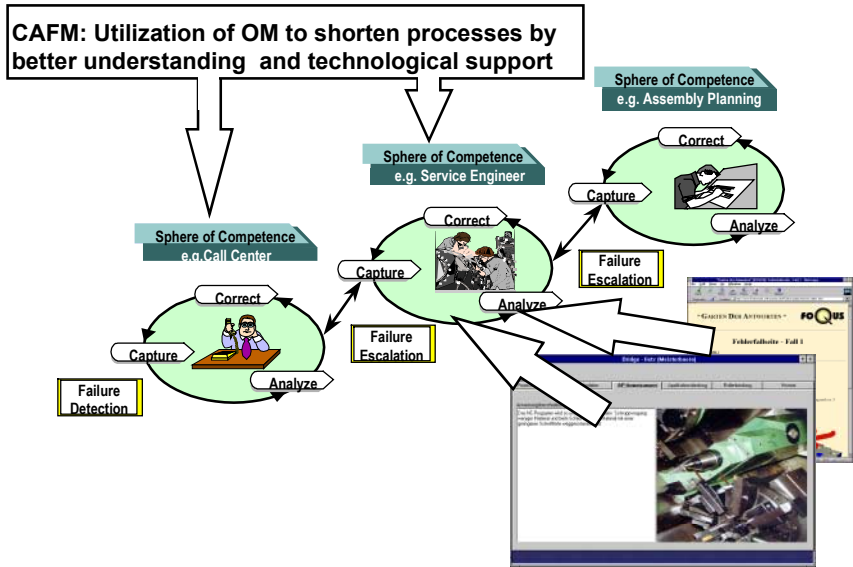 CAFM: Utilization of OM to shorten processes by
better understanding and technological support
Sphere of Competence
e.g. Assembly Planning
Correct
Capture
Analyze
Sphere of Competence
e.g. Service Engineer
Correct
Capture
Analyze
Failure
Escalation
Sphere of Competence
e.g.Call Center
Correct
Capture
Analyze
Failure
Escalation
Failure
Detection
"GARTEN DER ANTWORTEN"
FOQUS
Fehlerfallseite - Fall 1